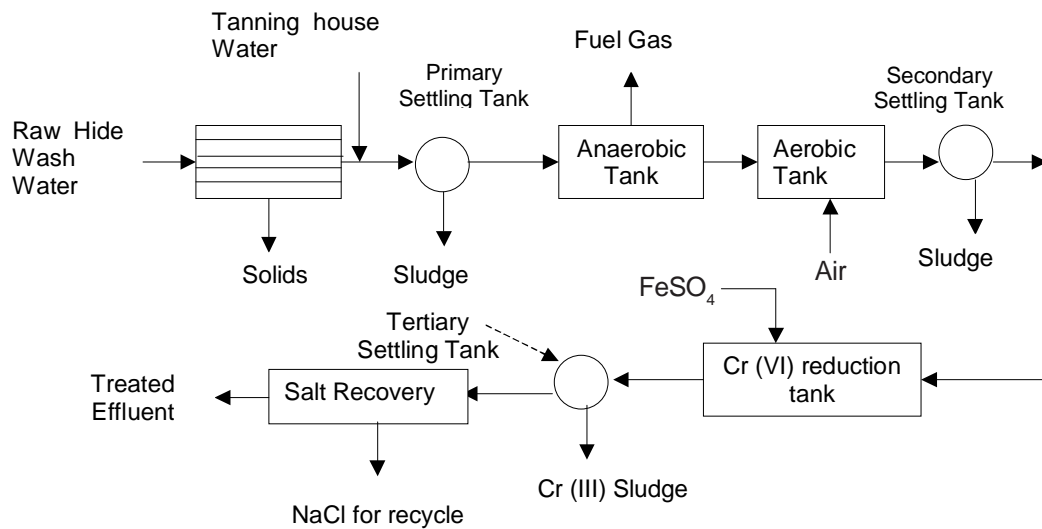 Tanning house
Water
Fuel Gas
Primary
Settling Tank
Secondary
Settling Tank
Raw Hide
Wash
Water
Anaerobic
Tank
Aerobic
Tank
Solids
Sludge
Air
Sludge
FeSO4
Tertiary
Settling Tank
Cr (VI) reduction
tank
Treated
Effluent
Salt Recovery
Cr (III) Sludge
NaCl for recycle